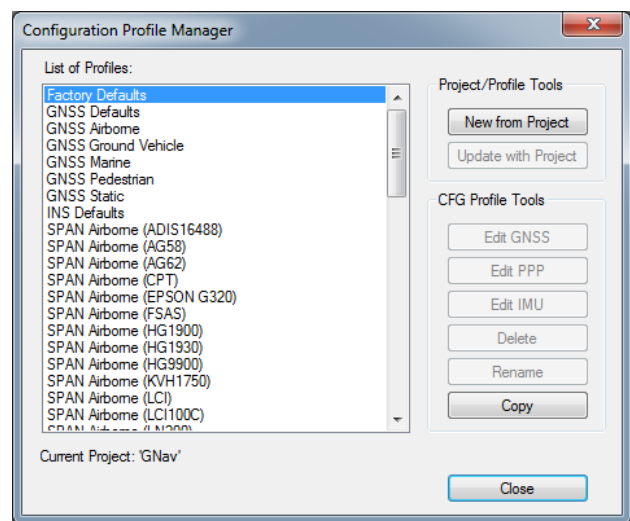 Configuration Profile Manager
List of Profiles:
Factory Defaults
GNSS Defaults
GNSS Airborne
GNSS Ground Vehicle
GNSS Marine
GNSS Pedestrian
GNSS Static
INS Defaults
SPAN Airborne (ADIS16488)
SPAN Airborne (AG58)
SPAN Airborne (AG62)
SPAN Airborne (CPT)
SPAN Airborne (EPSON G320)
SPAN Airborne (FSAS)
SPAN Airborne (HG1900)
SPAN Airborne (HG1930)
SPAN Airborne (HG9900)
SPAN Airborne (KVH1750)
SPAN Airborne (LCI)
SPAN Airborne (LCI100C)
SPAN Airborne (LN200)
Current Project: 'GNav'
Project/Profile Tools
New from Project
Update with Project
CFG Profile Tools
Edit GNSS
Edit PPP
Edit IMU
Delete
Rename
Copy
Close